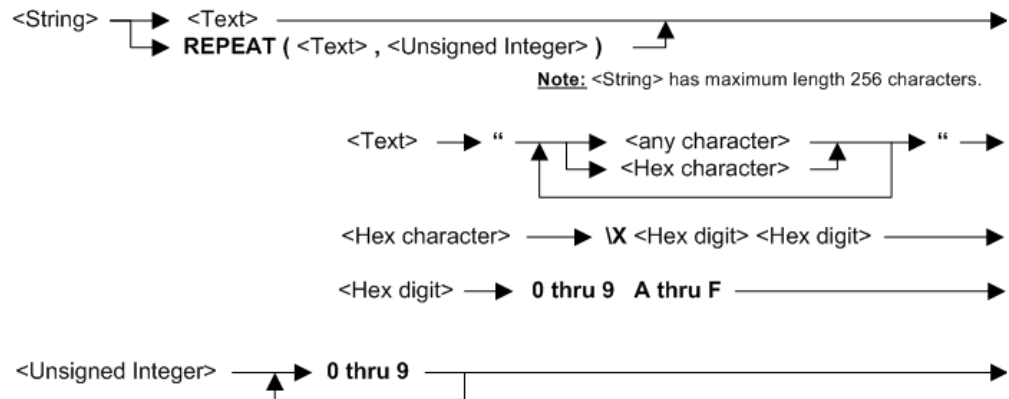 <String> <Text>
REPEAT ( <Text> , <Unsigned Integer> )
Note: <String> has maximum length 256 characters.
<Text> “ <any character> “
<Hex character>
<Hex character> \X <Hex digit> <Hex digit>
<Hex digit> 0 thru 9 A thru F
<Unsigned Integer> 0 thru 9